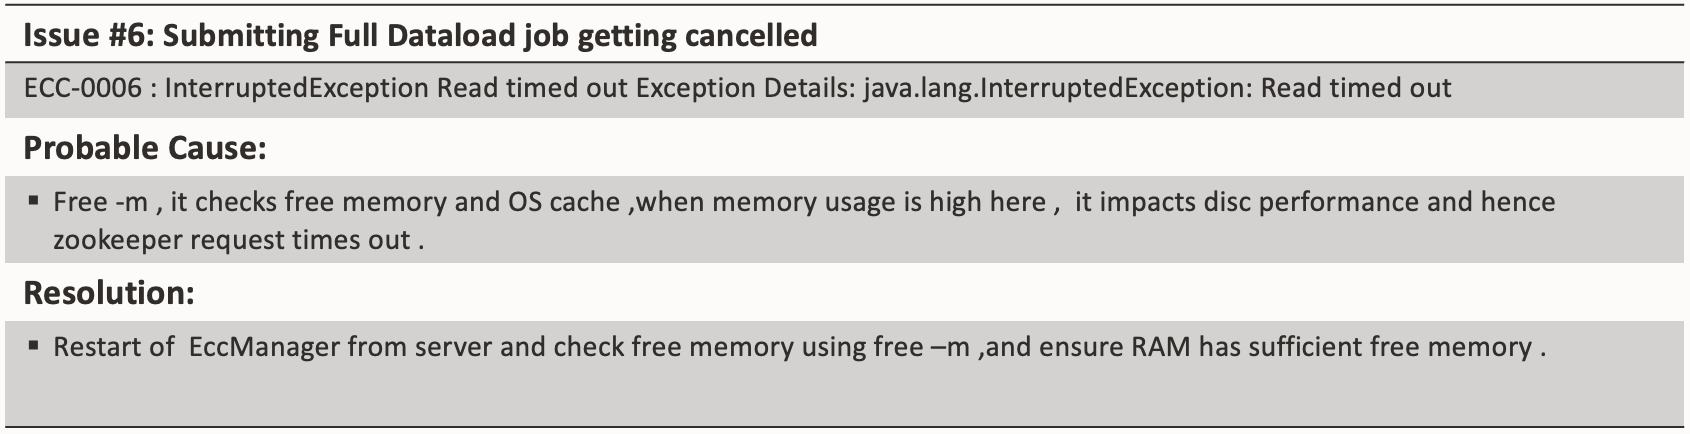 Issue #6: Submitting Full Dataload job getting cancelled
ECC-0006 : InterruptedException Read timed out Exception Details: java.lang.InterruptedException: Read timed out
Probable Cause:
▪ Free -m , it checks free memory and OS cache ,when memory usage is high here ,  it impacts disc performance and hence
zookeeper request times out .
Resolution:
▪ Restart of  EccManager from server and check free memory using free –m ,and ensure RAM has sufficient free memory .